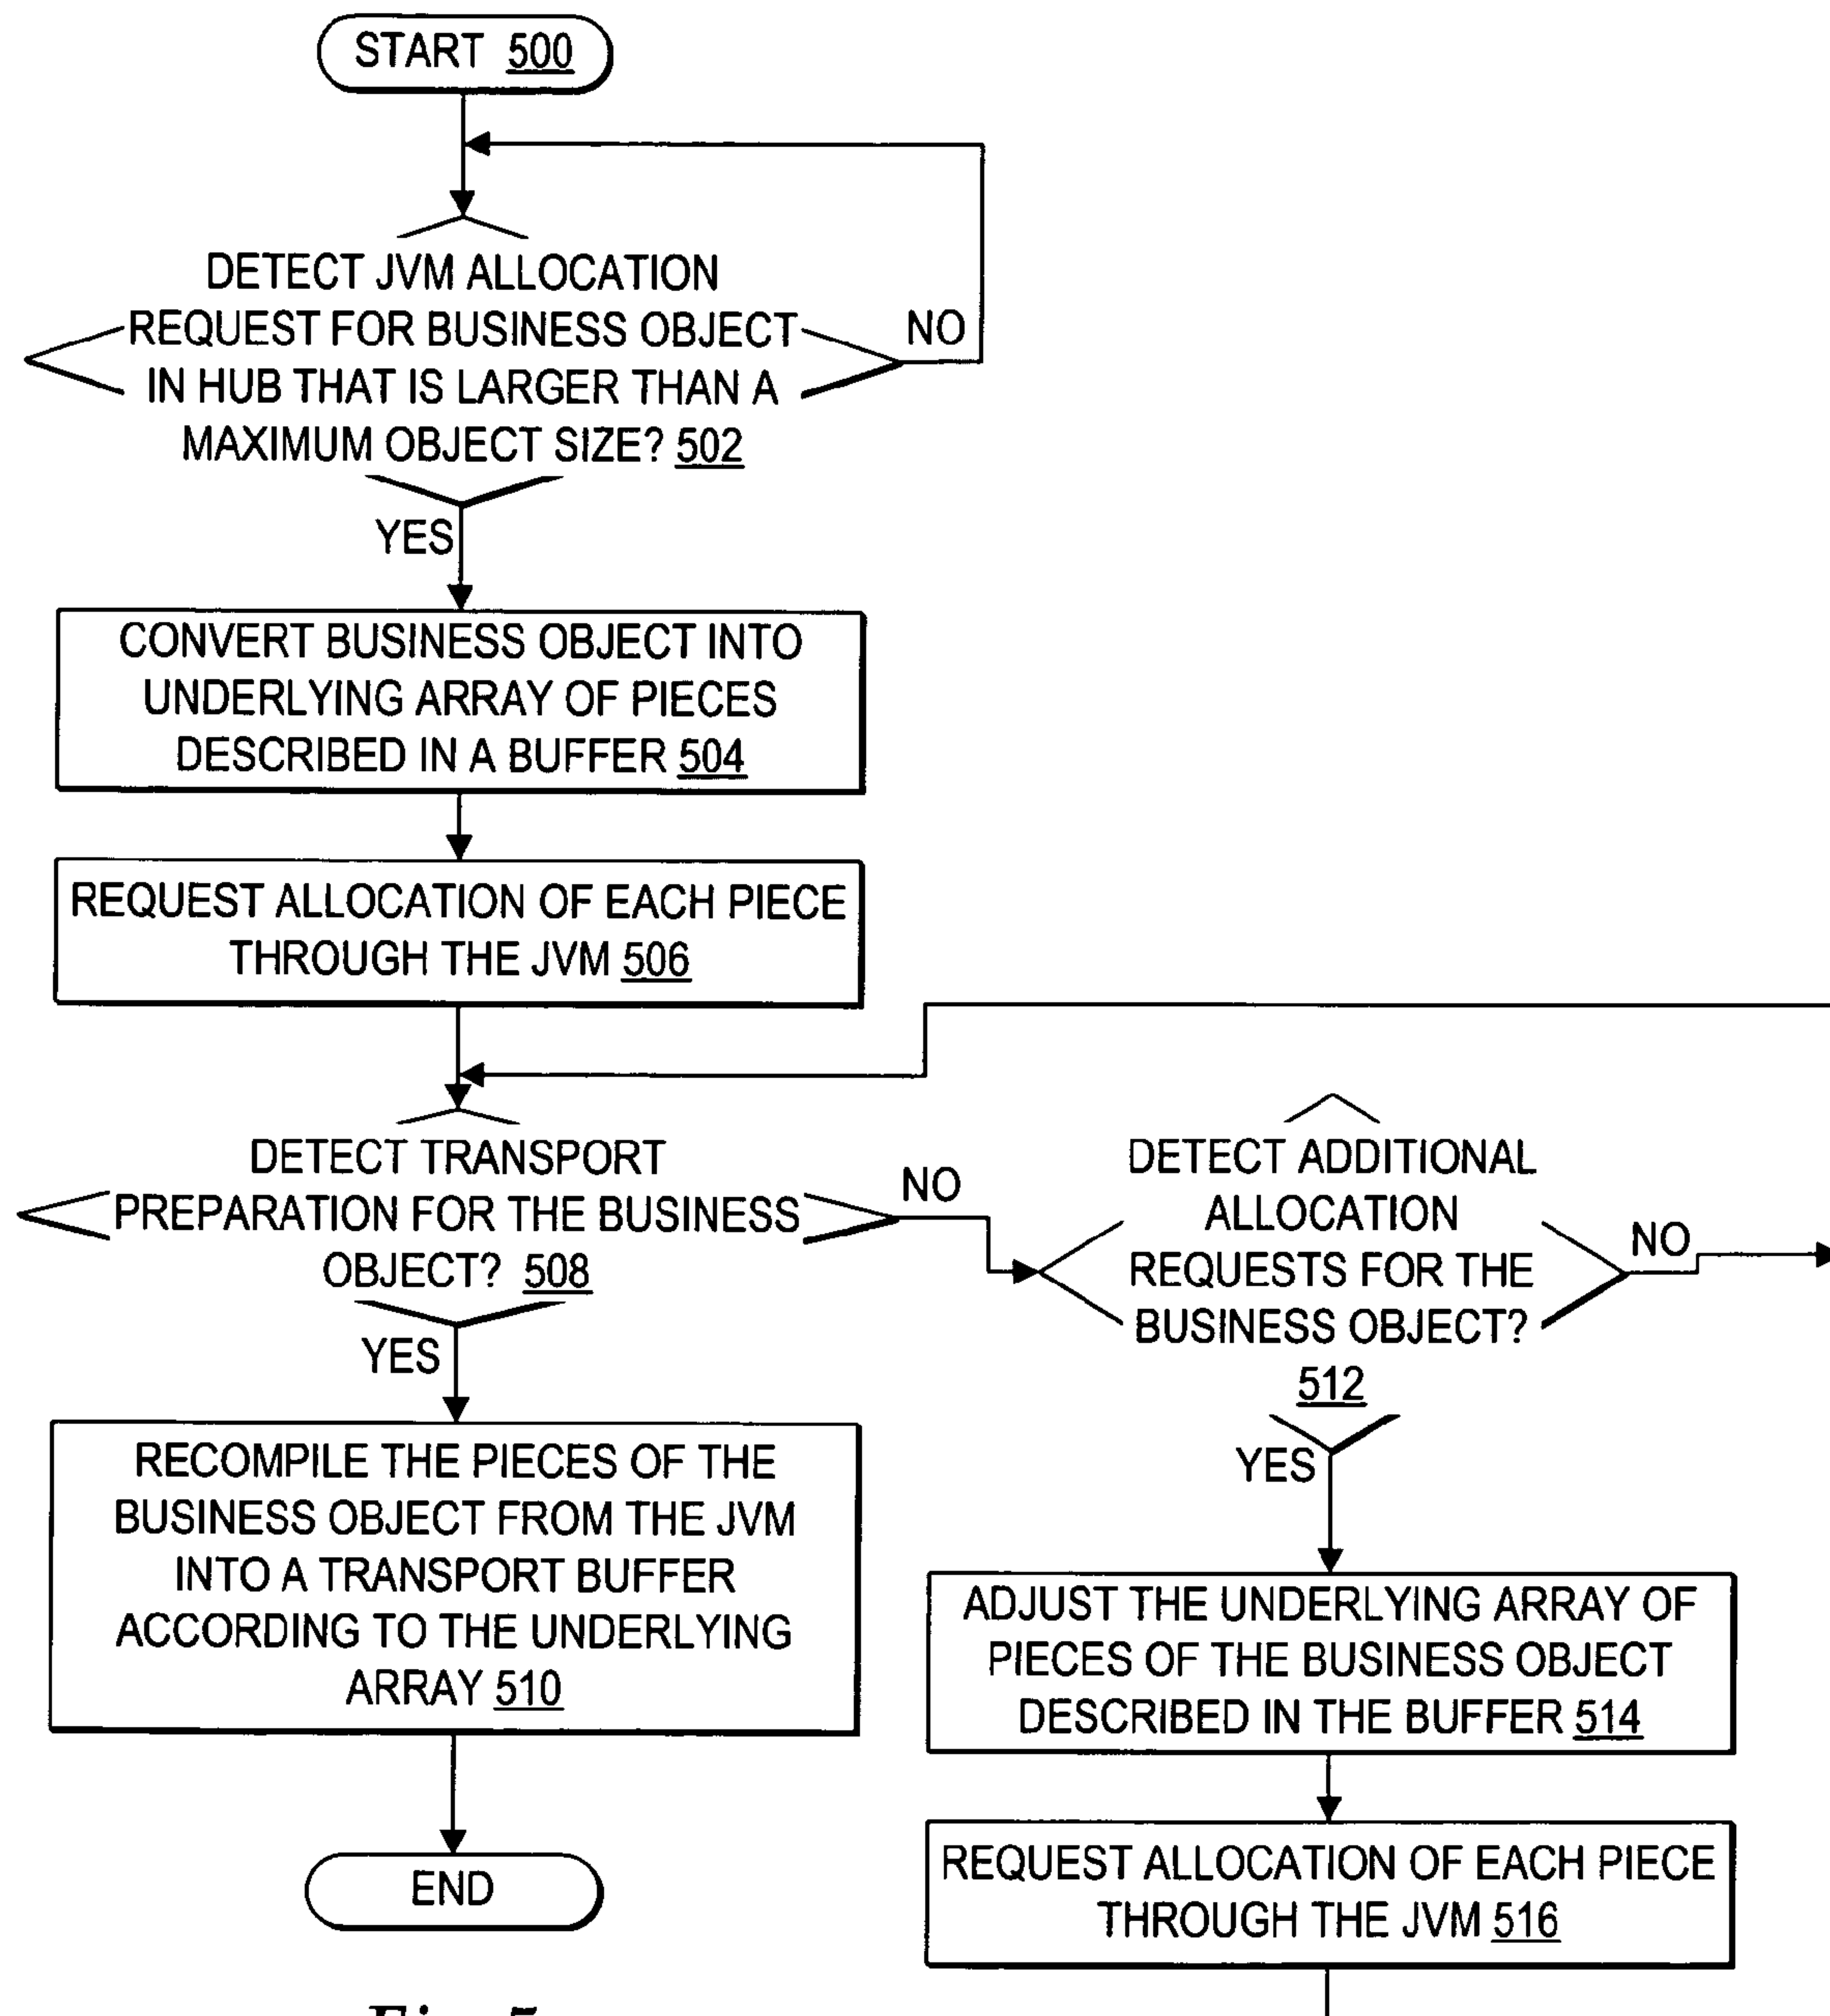 START 500
DETECT JVM ALLOCATION
REQUEST FOR BUSINESS OBJECT
IN HUB THAT IS LARGER THAN A
MAXIMUM OBJECT SIZE? 502
NO
YES
CONVERT BUSINESS OBJECT INTO
UNDERLYING ARRAY OF PIECES
DESCRIBED IN A BUFFER 504
REQUEST ALLOCATION OF EACH PIECE
THROUGH THE JVM 506
DETECT TRANSPORT
PREPARATION FOR THE BUSINESS
OBJECT? 508
NO
YES
RECOMPILE THE PIECES OF THE
BUSINESS OBJECT FROM THE JVM
INTO A TRANSPORT BUFFER
ACCORDING TO THE UNDERLYING
ARRAY 510
END
DETECT ADDITIONAL
ALLOCATION
REQUESTS FOR THE
BUSINESS OBJECT?
512
NO
YES
ADJUST THE UNDERLYING ARRAY OF
PIECES OF THE BUSINESS OBJECT
DESCRIBED IN THE BUFFER 514
REQUEST ALLOCATION OF EACH PIECE
THROUGH THE JVM 516